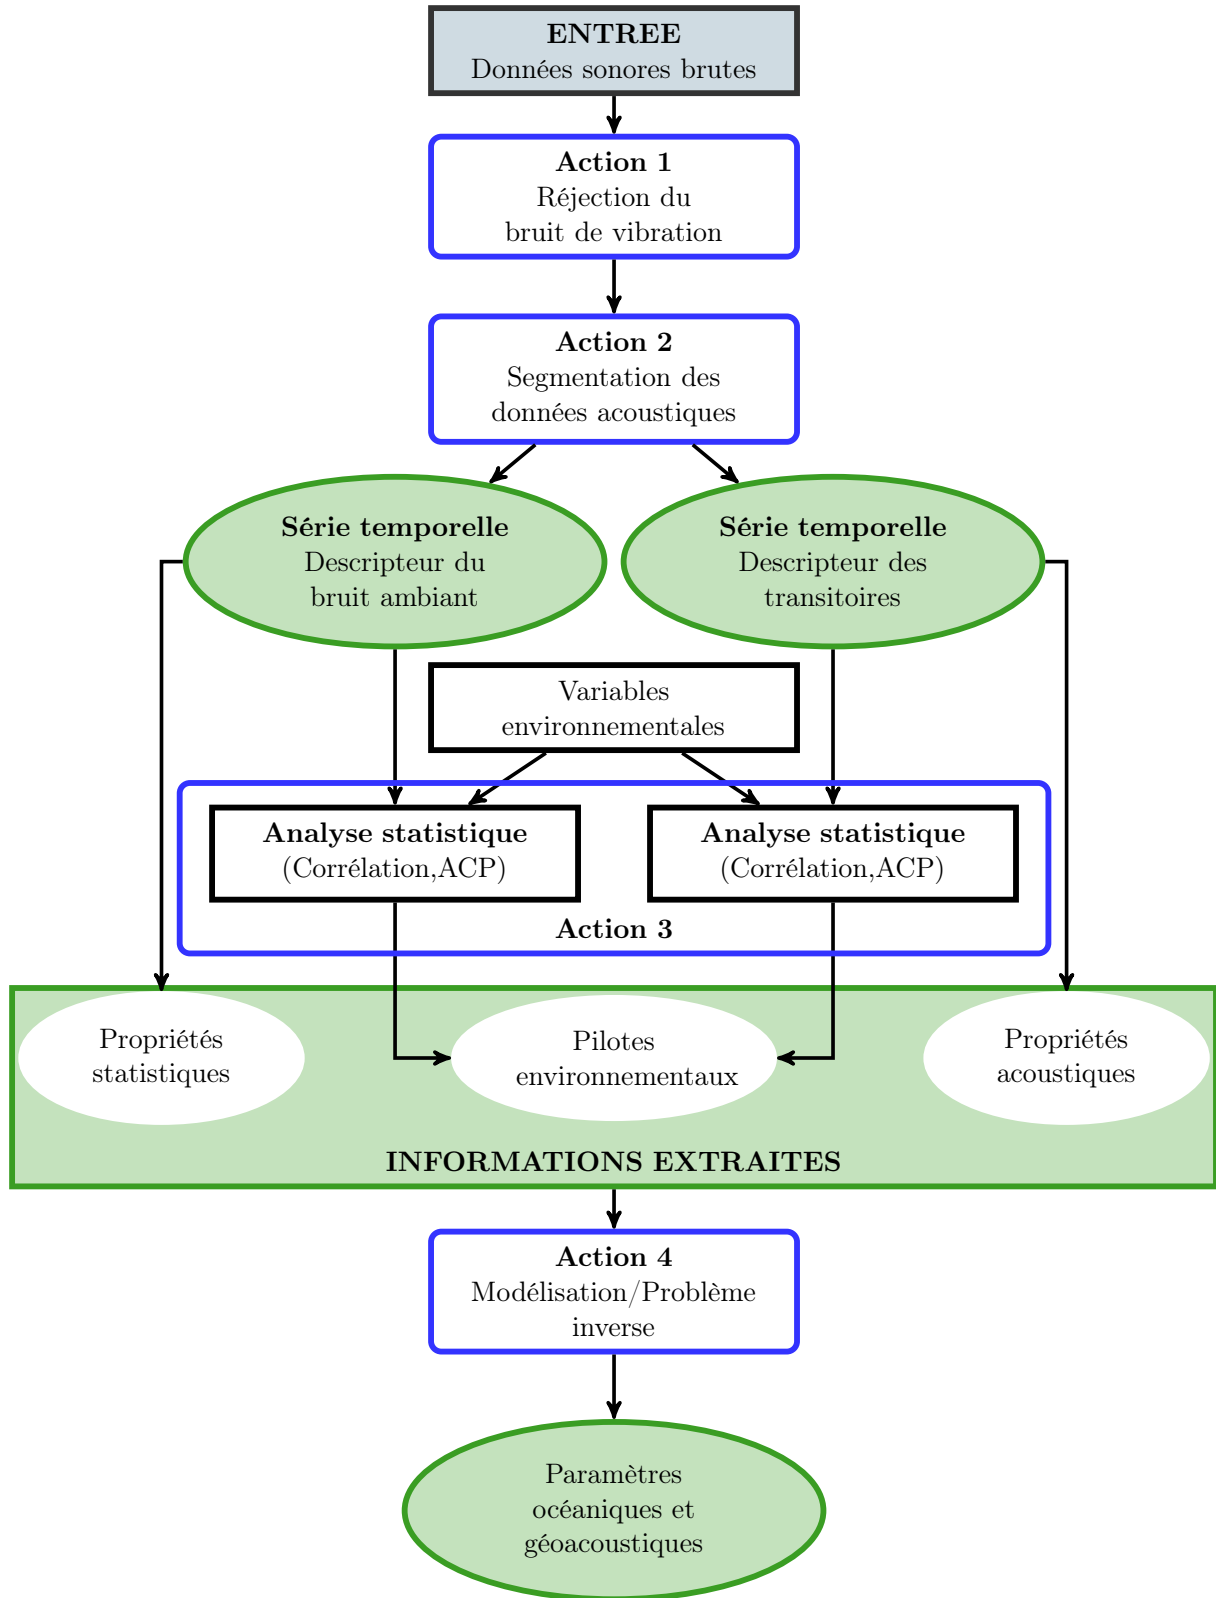 ENTREE
Données sonores brutes
Action 1
Réjection du
bruit de vibration
Action 2
Segmentation des
données acoustiques
Série temporelle
Descripteur du
bruit ambiant
Série temporelle
Descripteur des
transitoires
Variables
environnementales
Analyse statistique
(Corrélation,ACP)
Analyse statistique
(Corrélation,ACP)
Action 3
Propriétés
statistiques
Pilotes
environnementaux
Propriétés
acoustiques
INFORMATIONS EXTRAITES
Action 4
Modélisation/Problème
inverse
Paramètres
océaniques et
géoacoustiques